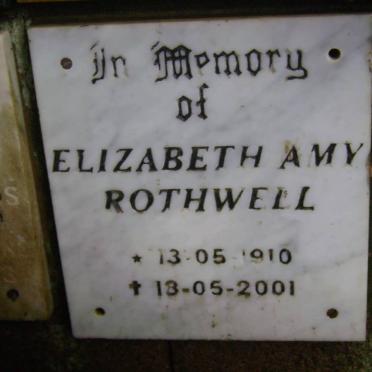 In Memory
of
ELIZABETH AMY
ROTHWELL
* 13-05-1910
✝ 13-05-2001
S